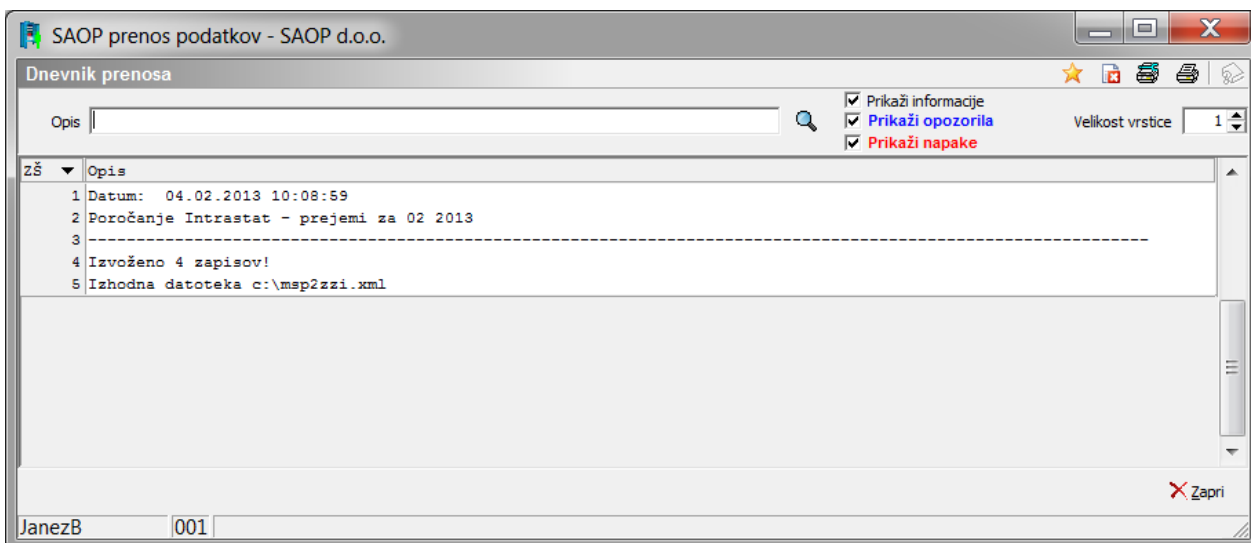 SAOP prenos podatkov - SAOP d.o.o.
Dnevnik prenosa
Opis
Prikaži informacije
Prikaži opozorila
Prikaži napake
Velikost vrstice 1
ZŠ Opis
1 Datum: 04.02.2013 10:08:59
2 Poročanje Intrastat - prejemi za 02 2013
3 --------------------------------------------------------------------------------------------------------------
4 Izvoženo 4 zapisov!
5 Izhodna datoteka c:\msp2zzi.xml
Zapri
JanezB 001